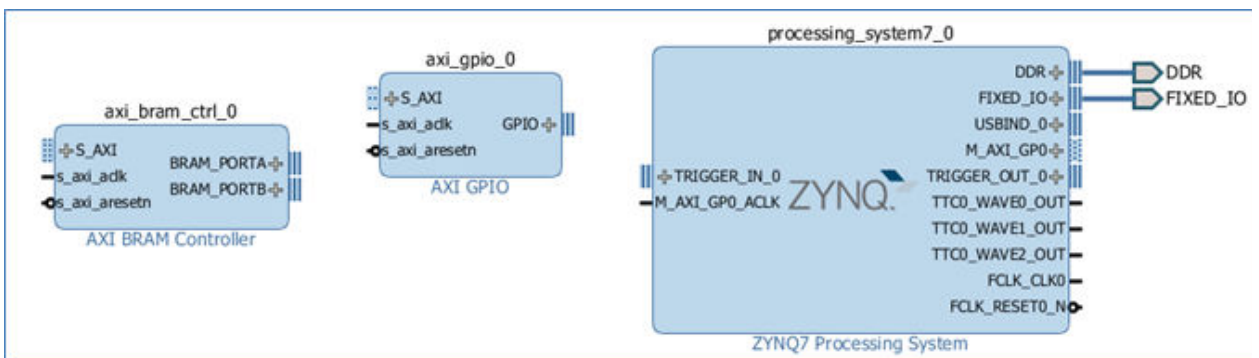 axi_bram_ctrl_0
S_AXI
s_axi_aclk
s_axi_aresetn
BRAM_PORTA
BRAM_PORTB
AXI BRAM Controller
axi_gpio_0
S_AXI
s_axi_aclk
s_axi_aresetn
GPIO
AXI GPIO
processing_system7_0
TRIGGER_IN_0
M_AXI_GP0_ACLK
ZYNQ.
DDR
FIXED_IO
USBIND_0
M_AXI_GP0
TRIGGER_OUT_0
TTC0_WAVE0_OUT
TTC0_WAVE1_OUT
TTC0_WAVE2_OUT
FCLK_CLK0
FCLK_RESET0_N
ZYNQ7 Processing System
DDR
FIXED_IO